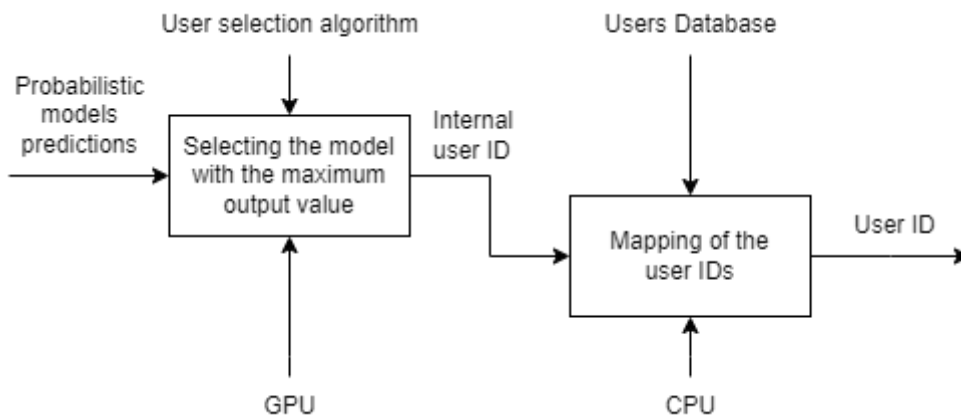 User selection algorithm
Users Database
Probabilistic
models
predictions
Selecting the model
with the maximum
output value
Internal
user ID
Mapping of the
user IDs
User ID
GPU
CPU